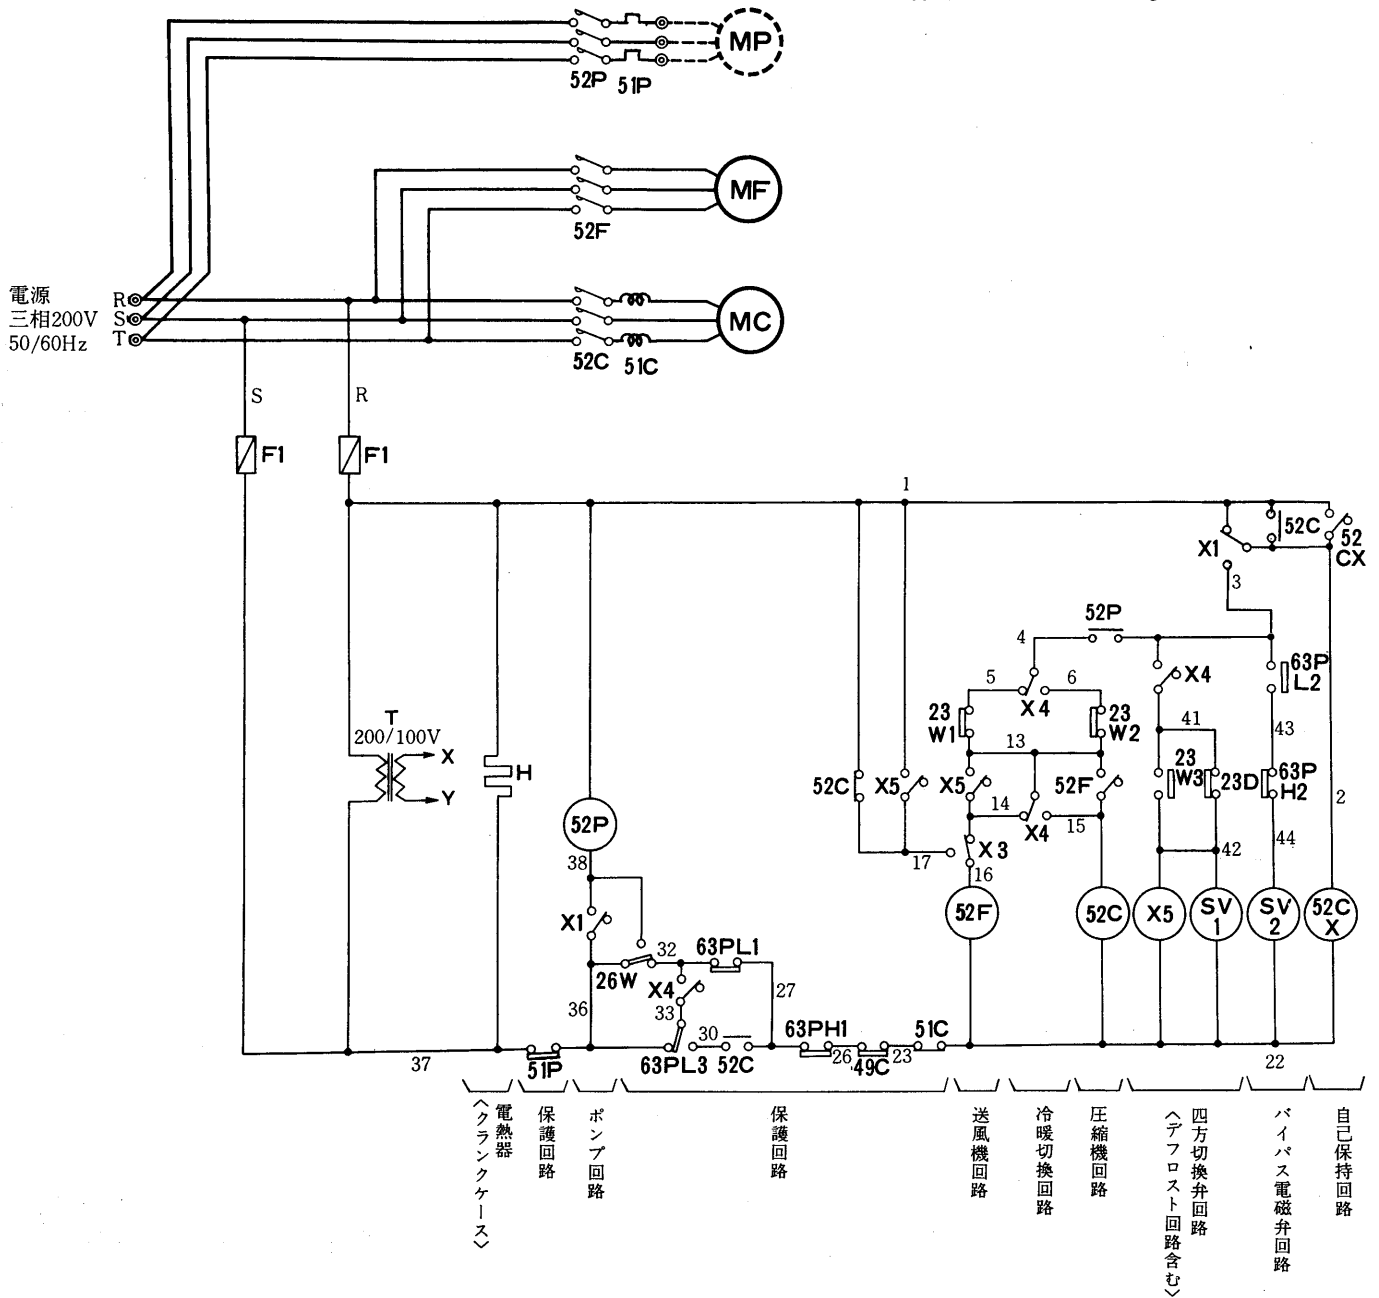 MP
52P
51P
MF
52F
電源
三相200V
50/60Hz
R
S
T
MC
52C
51C
S
R
F1
F1
1
52C
52
CX
X1
3
52P
4
5
6
X4
63P
L2
X4
23
W1
23
W2
41
43
13
T
200/100V
X
Y
H
52C
X5
X5
52F
23
W3
23D
63P
H2
2
14
X4
15
52P
38
17
X3
16
42
44
X1
52F
52C
X5
SV
1
SV
2
52C
X
32
63PL1
26W
X4
27
36
33
30
63PH1
51C
37
51P
63PL3
52C
26
49C
23
22
電熱器
〈クランクケース〉
保護回路
ポンプ回路
保護回路
送風機回路
冷暖切換回路
圧縮機回路
四方切換弁回路
〈デフロスト回路含む〉
バイパス電磁弁回路
自己保持回路